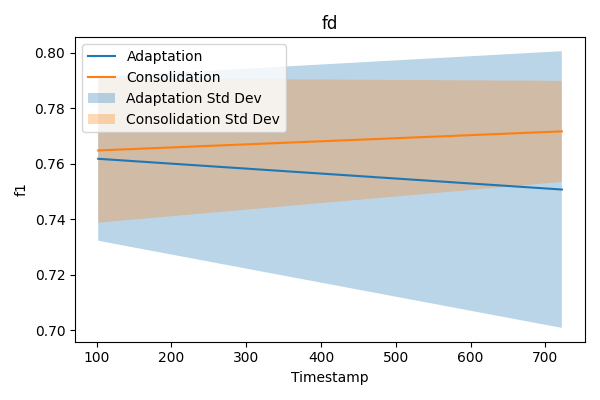 fd
Adaptation
Consolidation
Adaptation Std Dev
Consolidation Std Dev
f1
0.80
0.78
0.76
0.74
0.72
0.70
100 200 300 400 500 600 700
Timestamp